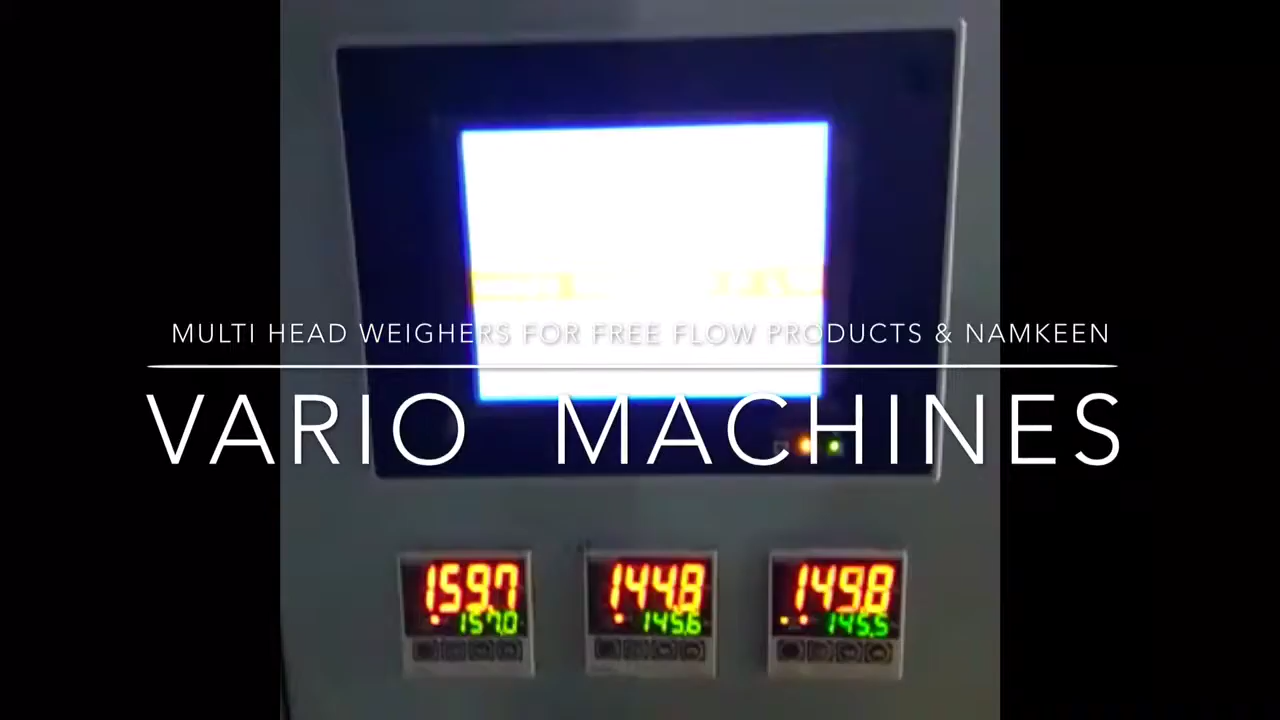 MULTI HEAD WEIGHERS FOR FREE FLOW PRODUCTS & NAMKEEN
VARIO MACHINES
159.7 144.8 149.8
157.0 145.6 145.5